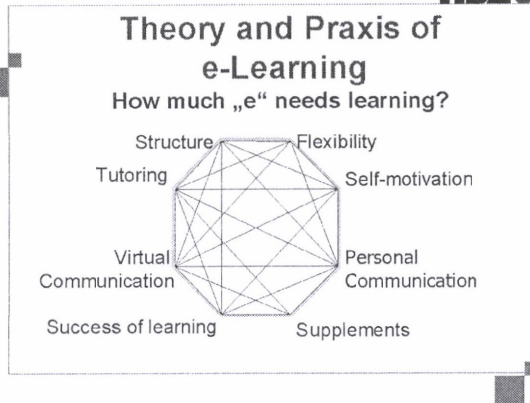 Theory and Praxis of
e-Learning
How much „e“ needs learning?
Structure Flexibility
Tutoring Self-motivation
Virtual Personal
Communication Communication
Success of learning Supplements